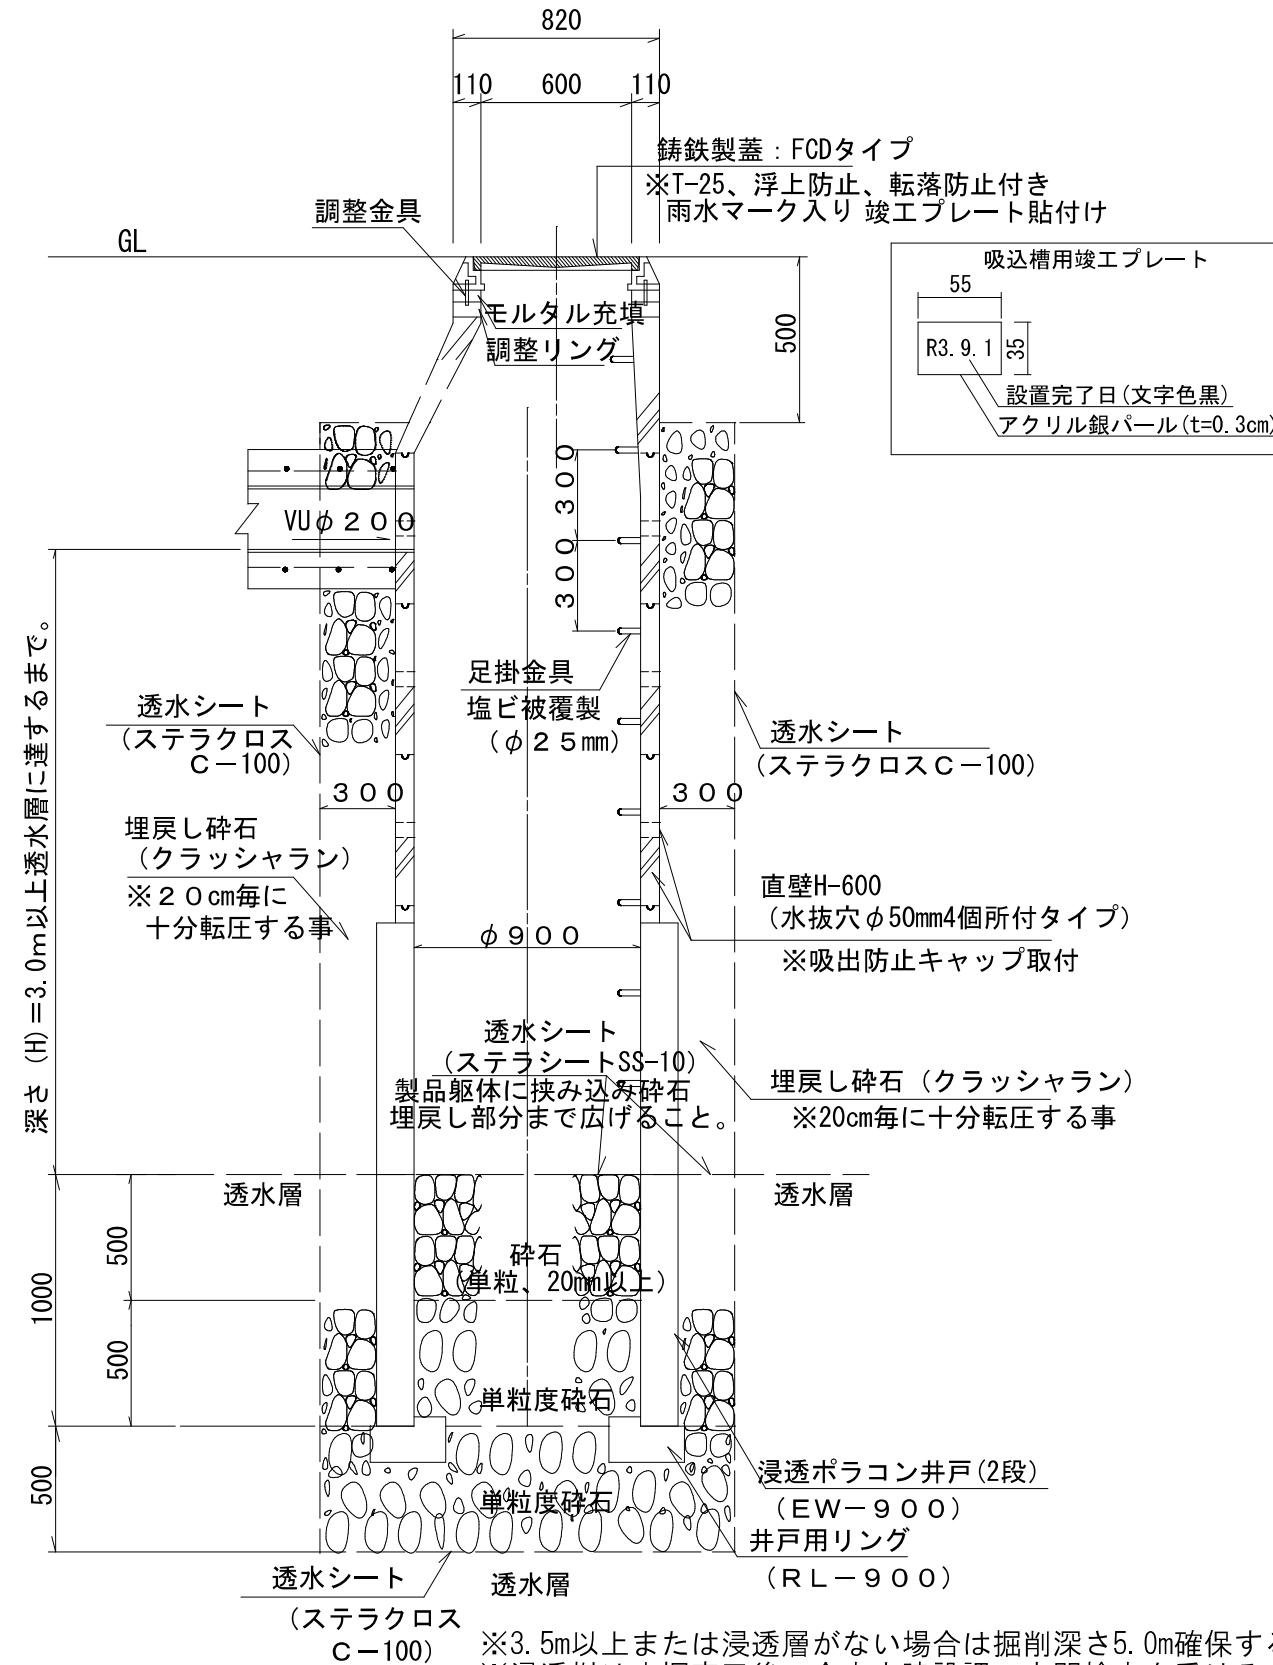 820
110
600
110
鋳鉄製蓋：FCDタイプ
※T-25、浮上防止、転落防止付き
雨水マーク入り 竣工プレート貼付け
調整金具
GL
吸込槽用竣工プレート
55
R3.9.1
35
設置完了日(文字色黒)
アクリル銀パール(t=0.3cm)
モルタル充填
調整リング
500
300
300
VUφ２００
足掛金具
塩ビ被覆製
(φ２５mm)
深さ (H)＝3.0ｍ以上透水層に達するまで。
透水シート
(ステラクロス
Ｃ－100)
透水シート
(ステラクロスＣ－100)
３００
３００
埋戻し砕石
(クラッシャラン)
※２０cm毎に
十分転圧する事
直壁H-600
(水抜穴φ50mm4個所付タイプ)
※吸出防止キャップ取付
φ９００
透水シート
(ステラシートSS-10)
製品躯体に挟み込み砕石
埋戻し部分まで広げること。
埋戻し砕石 (クラッシャラン)
※20cm毎に十分転圧する事
透水層
透水層
500
1000
500
砕石
(単粒、20mm以上)
単粒度砕石
単粒度砕石
500
浸透ポラコン井戸(2段)
(ＥＷ－９００)
井戸用リング
(ＲＬ－９００)
透水シート
(ステラクロス
Ｃ－100)
透水層
※3.5m以上または浸透層がない場合は掘削深さ5.0m確保する